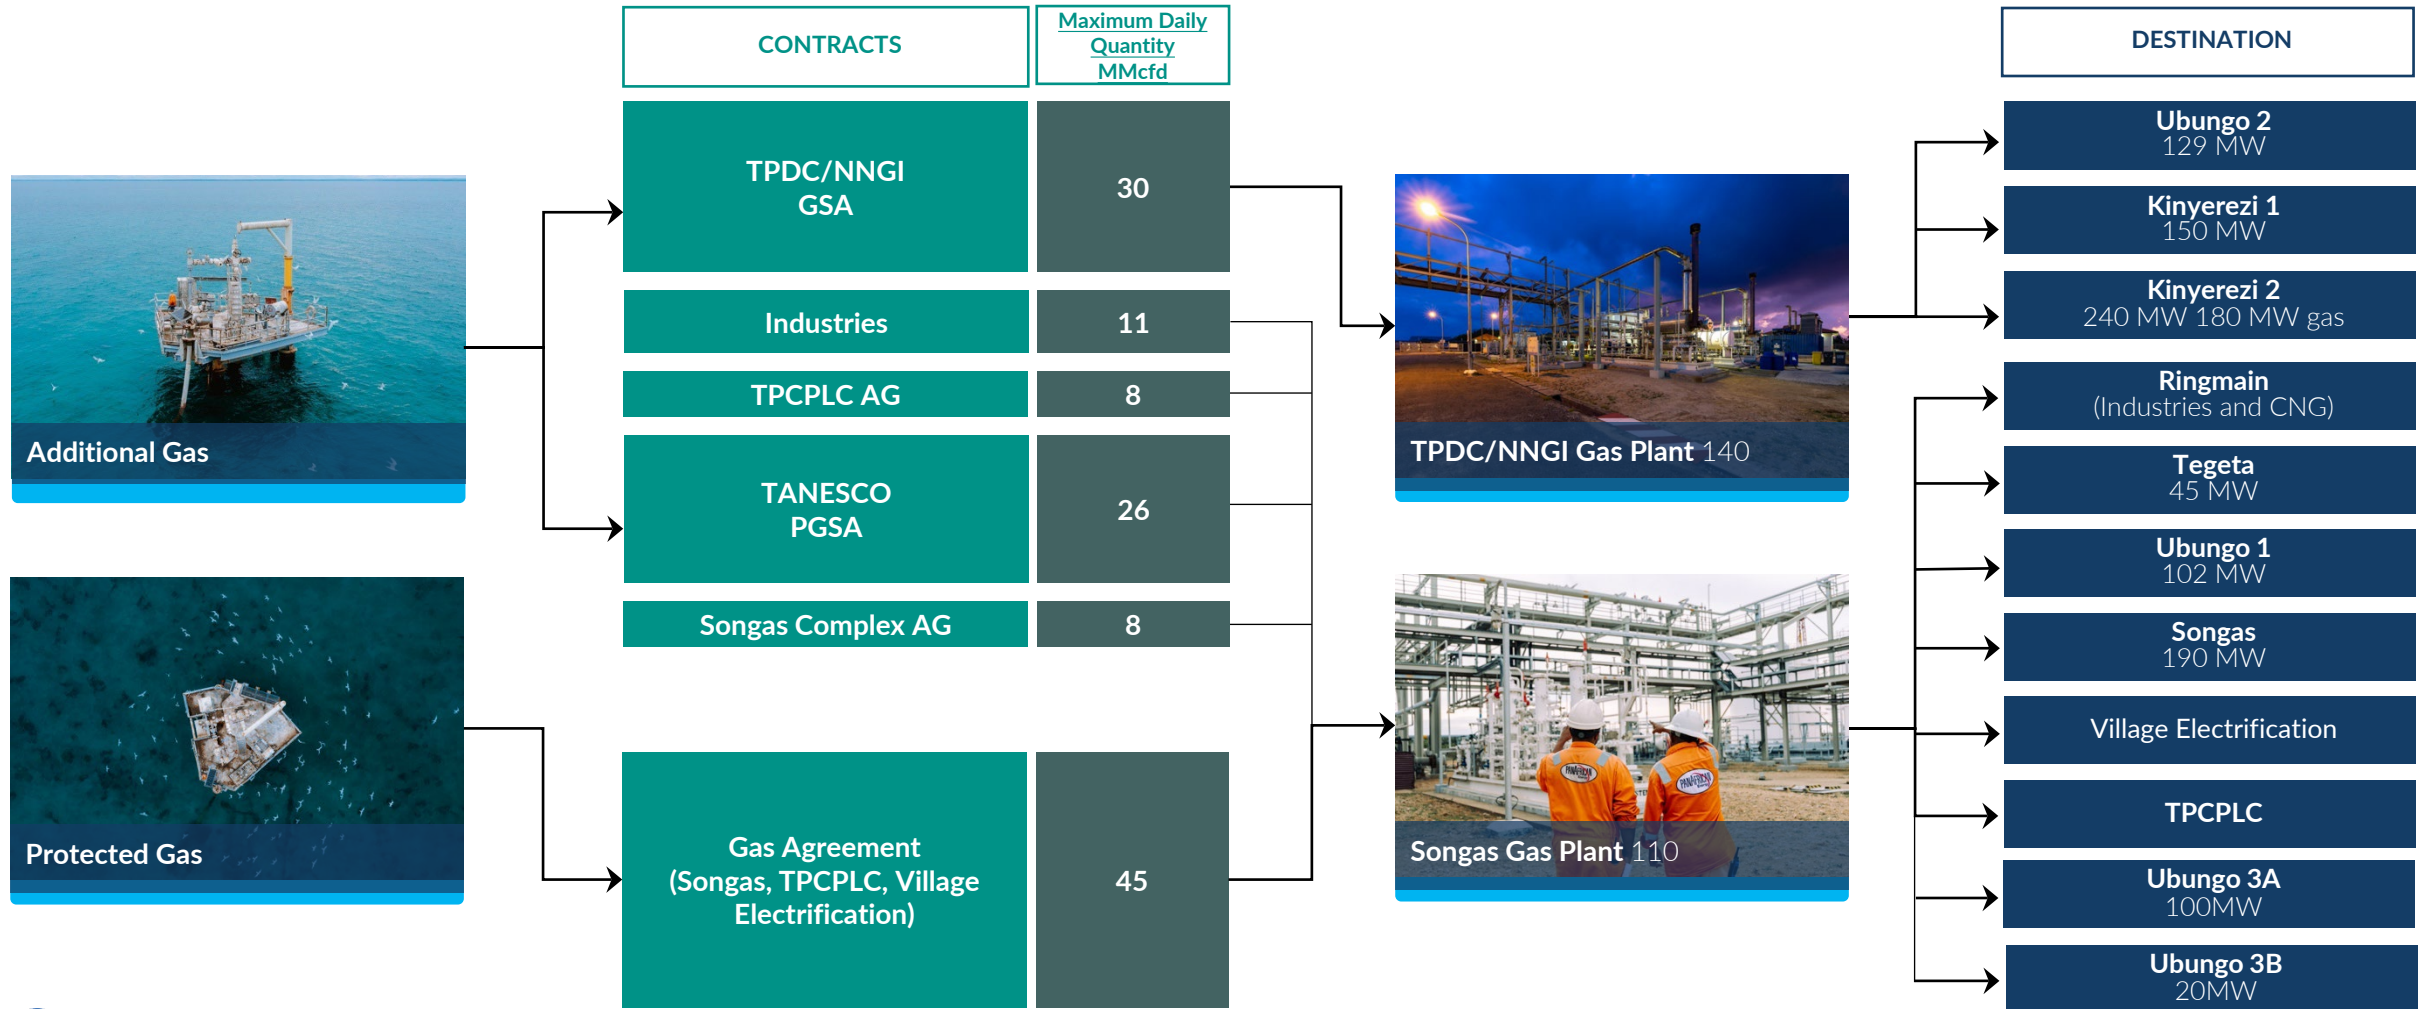 CONTRACTS
Maximum Daily
Quantity
MMcfd
DESTINATION
TPDC/NNGI
GSA
30
Industries
11
TPCPLC AG
8
TANESCO
PGSA
26
Songas Complex AG
8
Gas Agreement
(Songas, TPCPLC, Village
Electrification)
45
Additional Gas
Protected Gas
TPDC/NNGI Gas Plant 140
PANAFRICAN
PANAFRICAN
Songas Gas Plant 110
Ubungo 2
129 MW
Kinyerezi 1
150 MW
Kinyerezi 2
240 MW 180 MW gas
Ringmain
(Industries and CNG)
Tegeta
45 MW
Ubungo 1
102 MW
Songas
190 MW
Village Electrification
TPCPLC
Ubungo 3A
100MW
Ubungo 3B
20MW